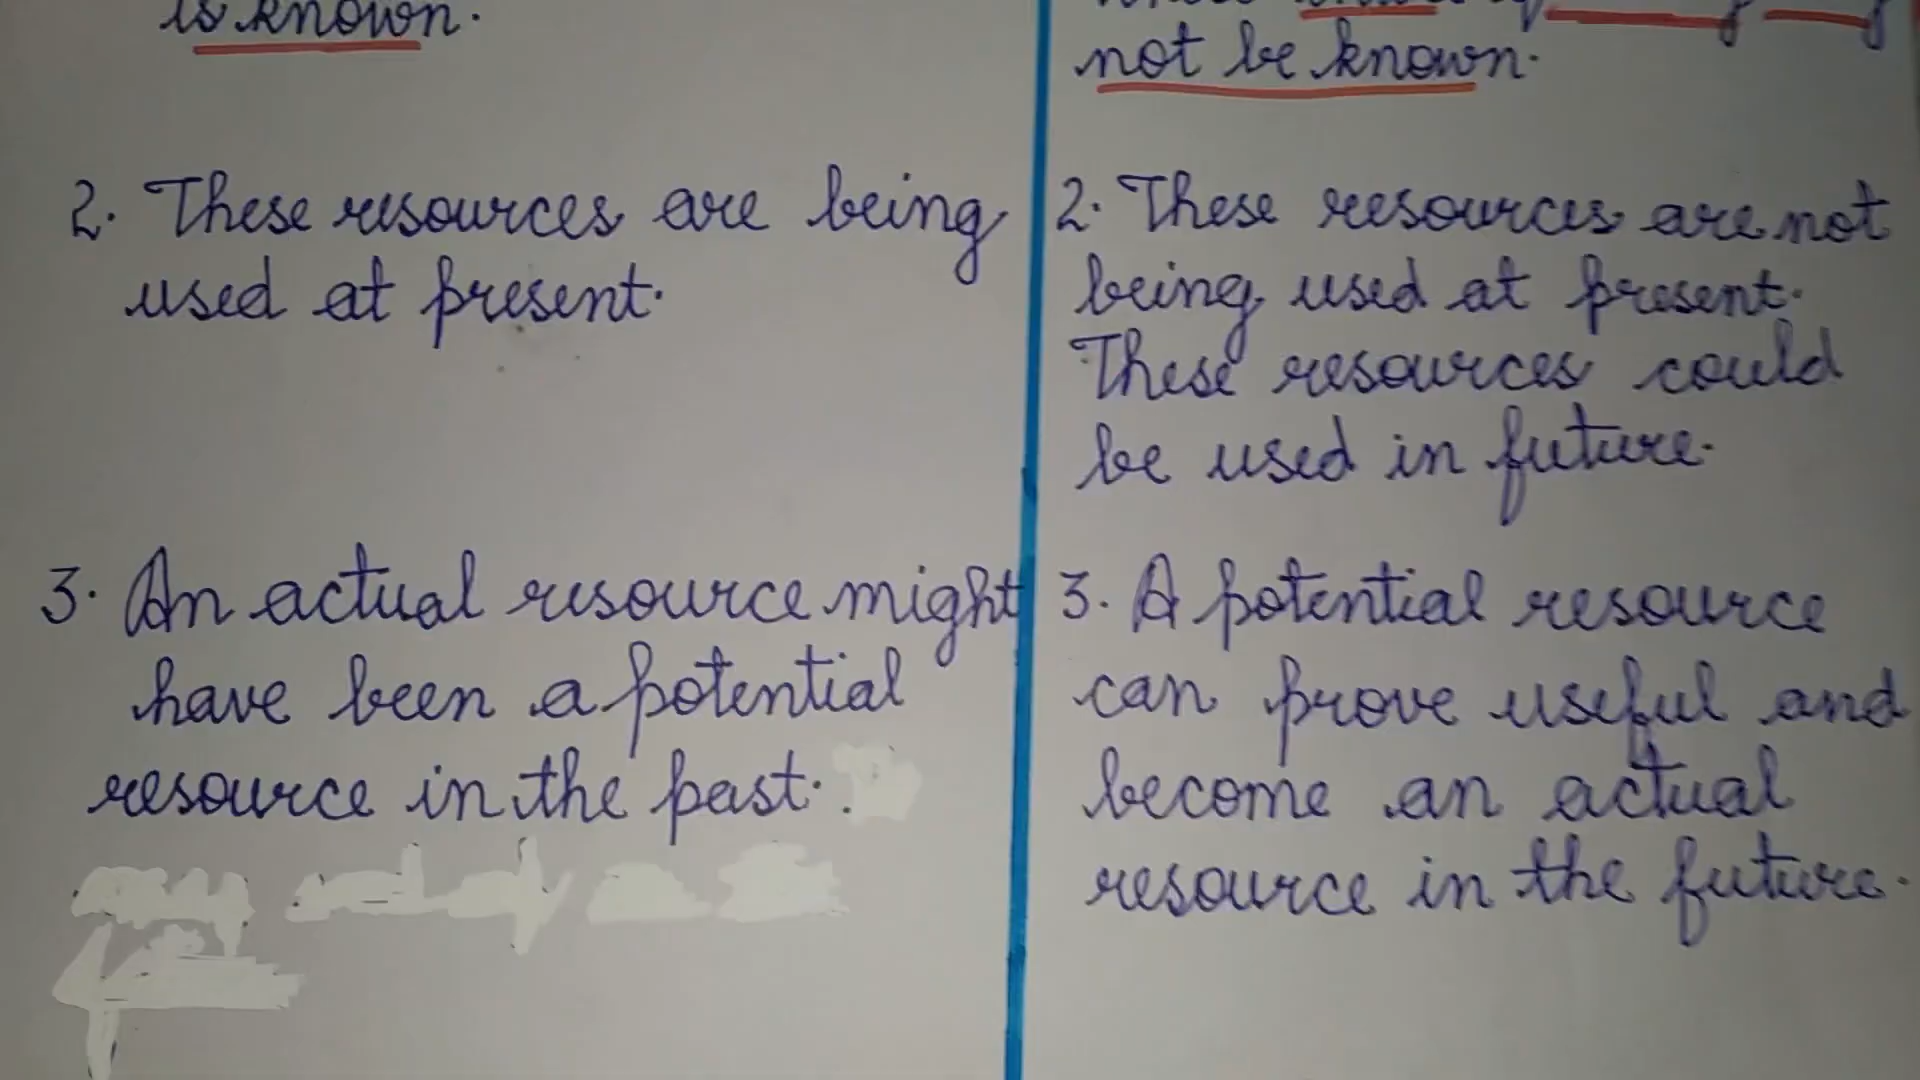 is known.
not be known.
2. These resources are being
used at present.
3. An actual resource might
have been a potential
resource in the past.
2. These resources are not
being used at present.
These resources could
be used in future.
3. A potential resource
can prove useful and
become an actual
resource in the future.